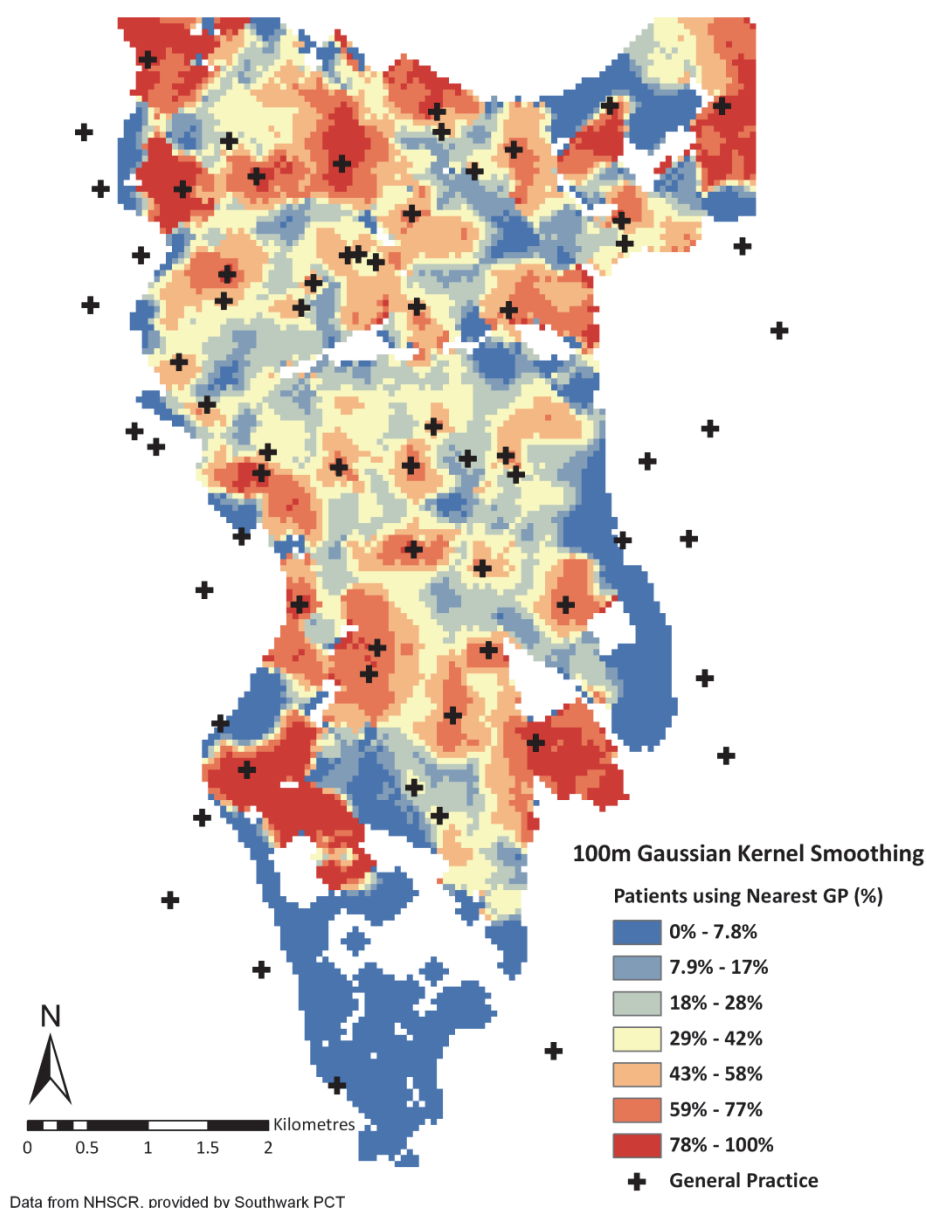 100m Gaussian Kernel Smoothing
Patients using Nearest GP (%)
0% - 7.8%
7.9% - 17%
18% - 28%
29% - 42%
43% - 58%
59% - 77%
78% - 100%
General Practice
N
Kilometres
0 0.5 1 1.5 2
Data from NHSCR, provided by Southwark PCT